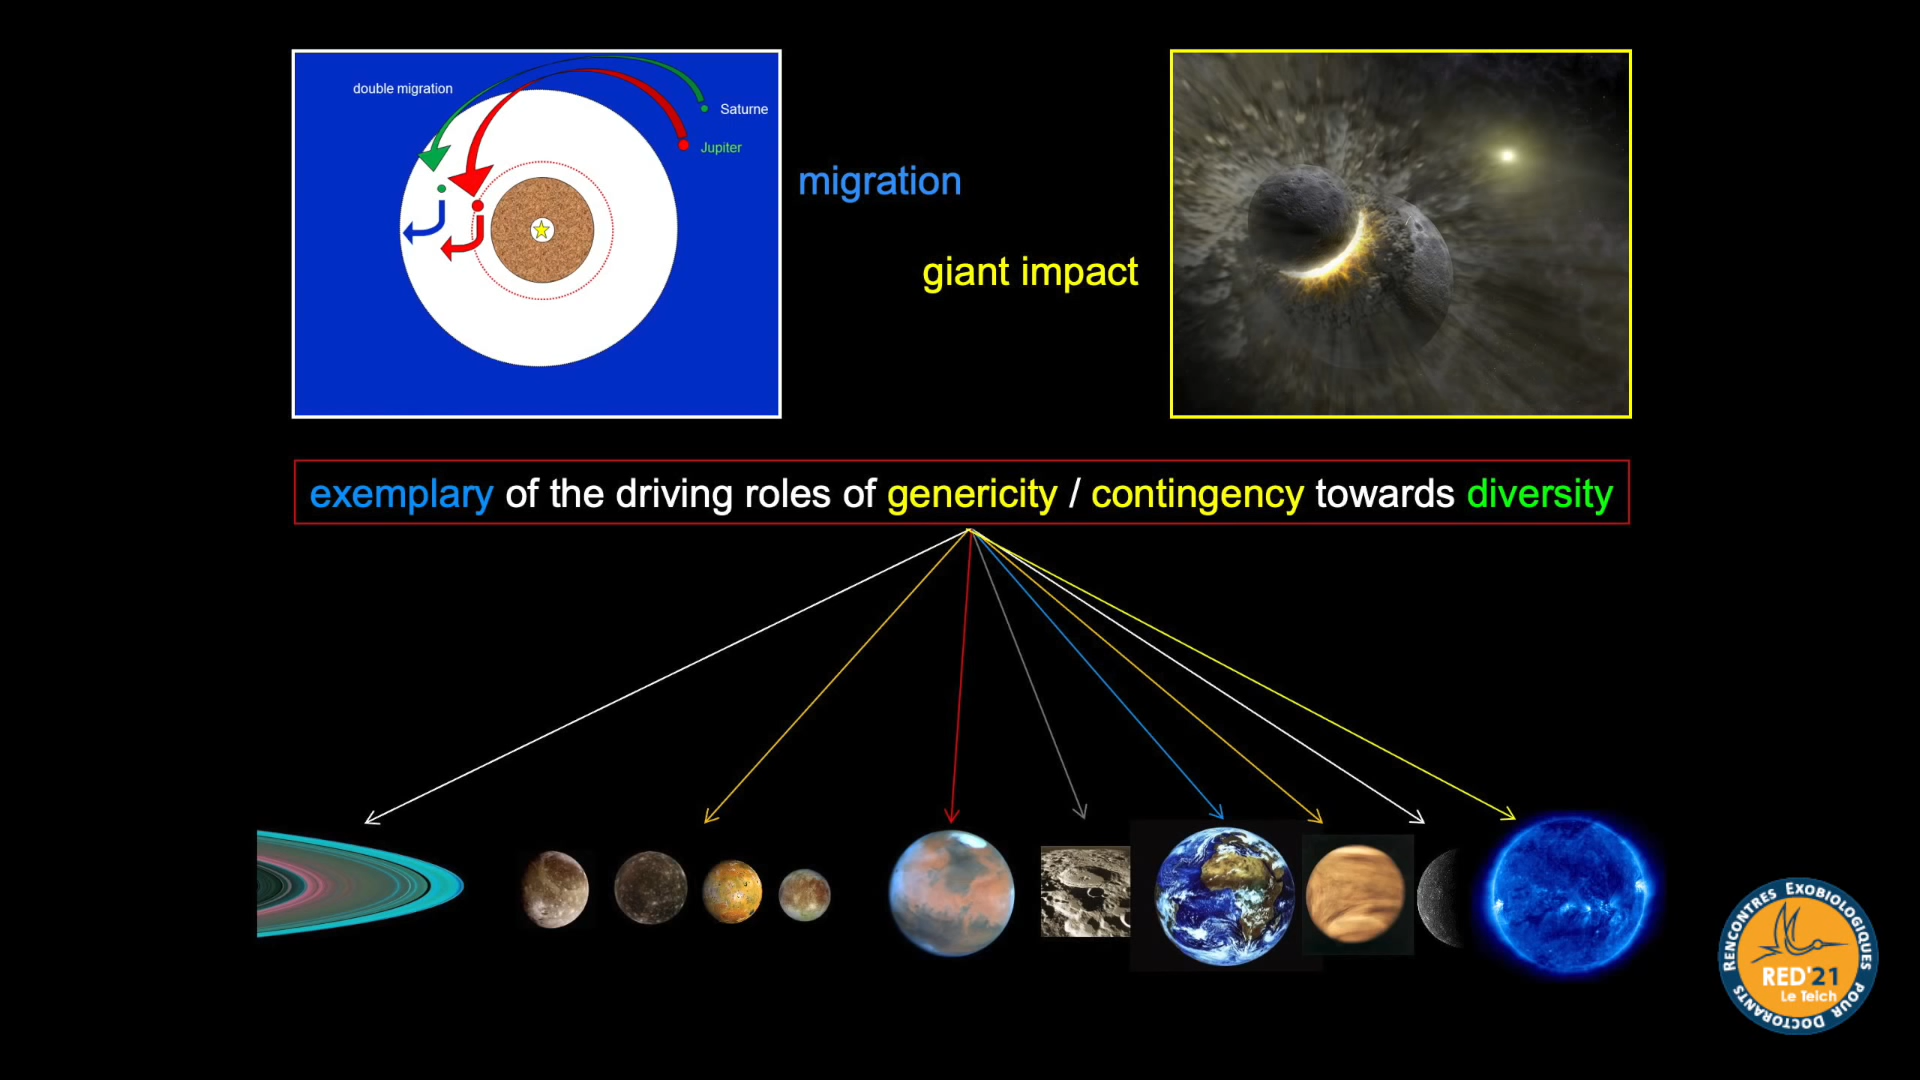 double migration
Saturne
Jupiter
migration
giant impact
exemplary of the driving roles of genericity / contingency towards diversity
RENCONTRES EXOBIOLOGIQUES
POUR DOCTORANTS
RED'21
Le Teich